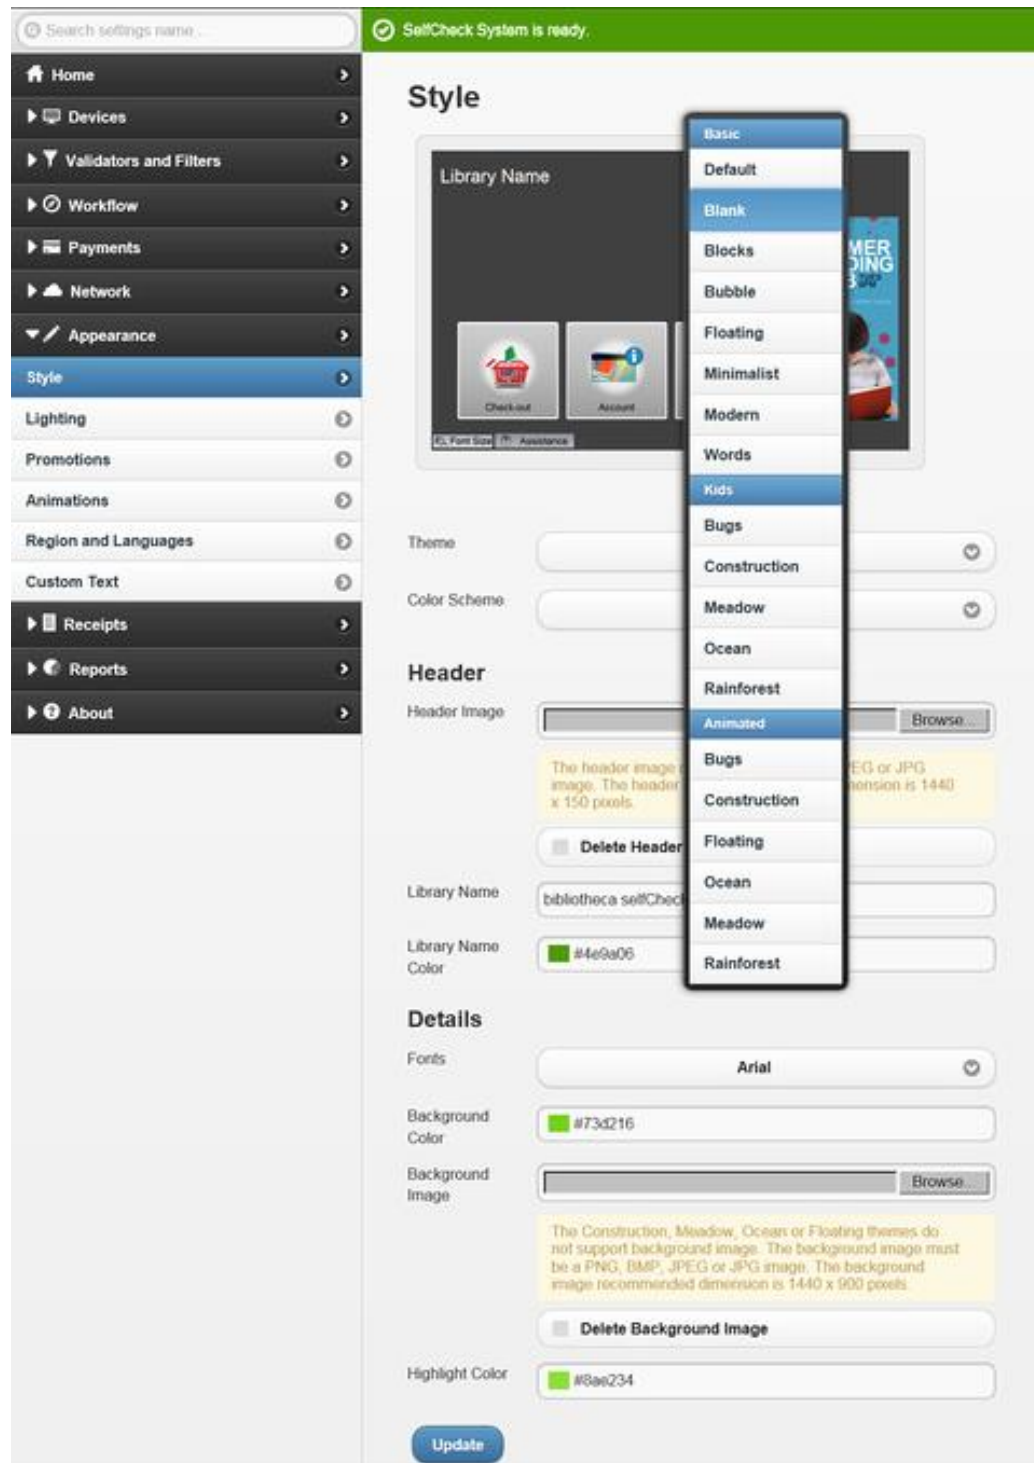 Search settings name ...
SelfCheck System is ready.
Home
Devices
Validators and Filters
Workflow
Payments
Network
Appearance
Style
Lighting
Promotions
Animations
Region and Languages
Custom Text
Receipts
Reports
About
Style
Library Name
MER
DING
Check-out
Account
Font Size
Assistance
Basic
Default
Blank
Blocks
Bubble
Floating
Minimalist
Modern
Words
Kids
Bugs
Construction
Meadow
Ocean
Rainforest
Animated
Bugs
Construction
Floating
Ocean
Meadow
Rainforest
Theme
Color Scheme
Header
Header Image
Browse...
The header image PEG or JPG
image. The header dimension is 1440
x 150 pixels.
Delete Header
Library Name
bibliotheca selfChec
Library Name
Color
#4e9a06
Details
Fonts
Arial
Background
Color
#73d216
Background
Image
Browse...
The Construction, Meadow, Ocean or Floating themes do
not support background image. The background image must
be a PNG, BMP, JPEG or JPG image. The background
image recommended dimension is 1440 x 900 pixels.
Delete Background Image
Highlight Color
#8ae234
Update